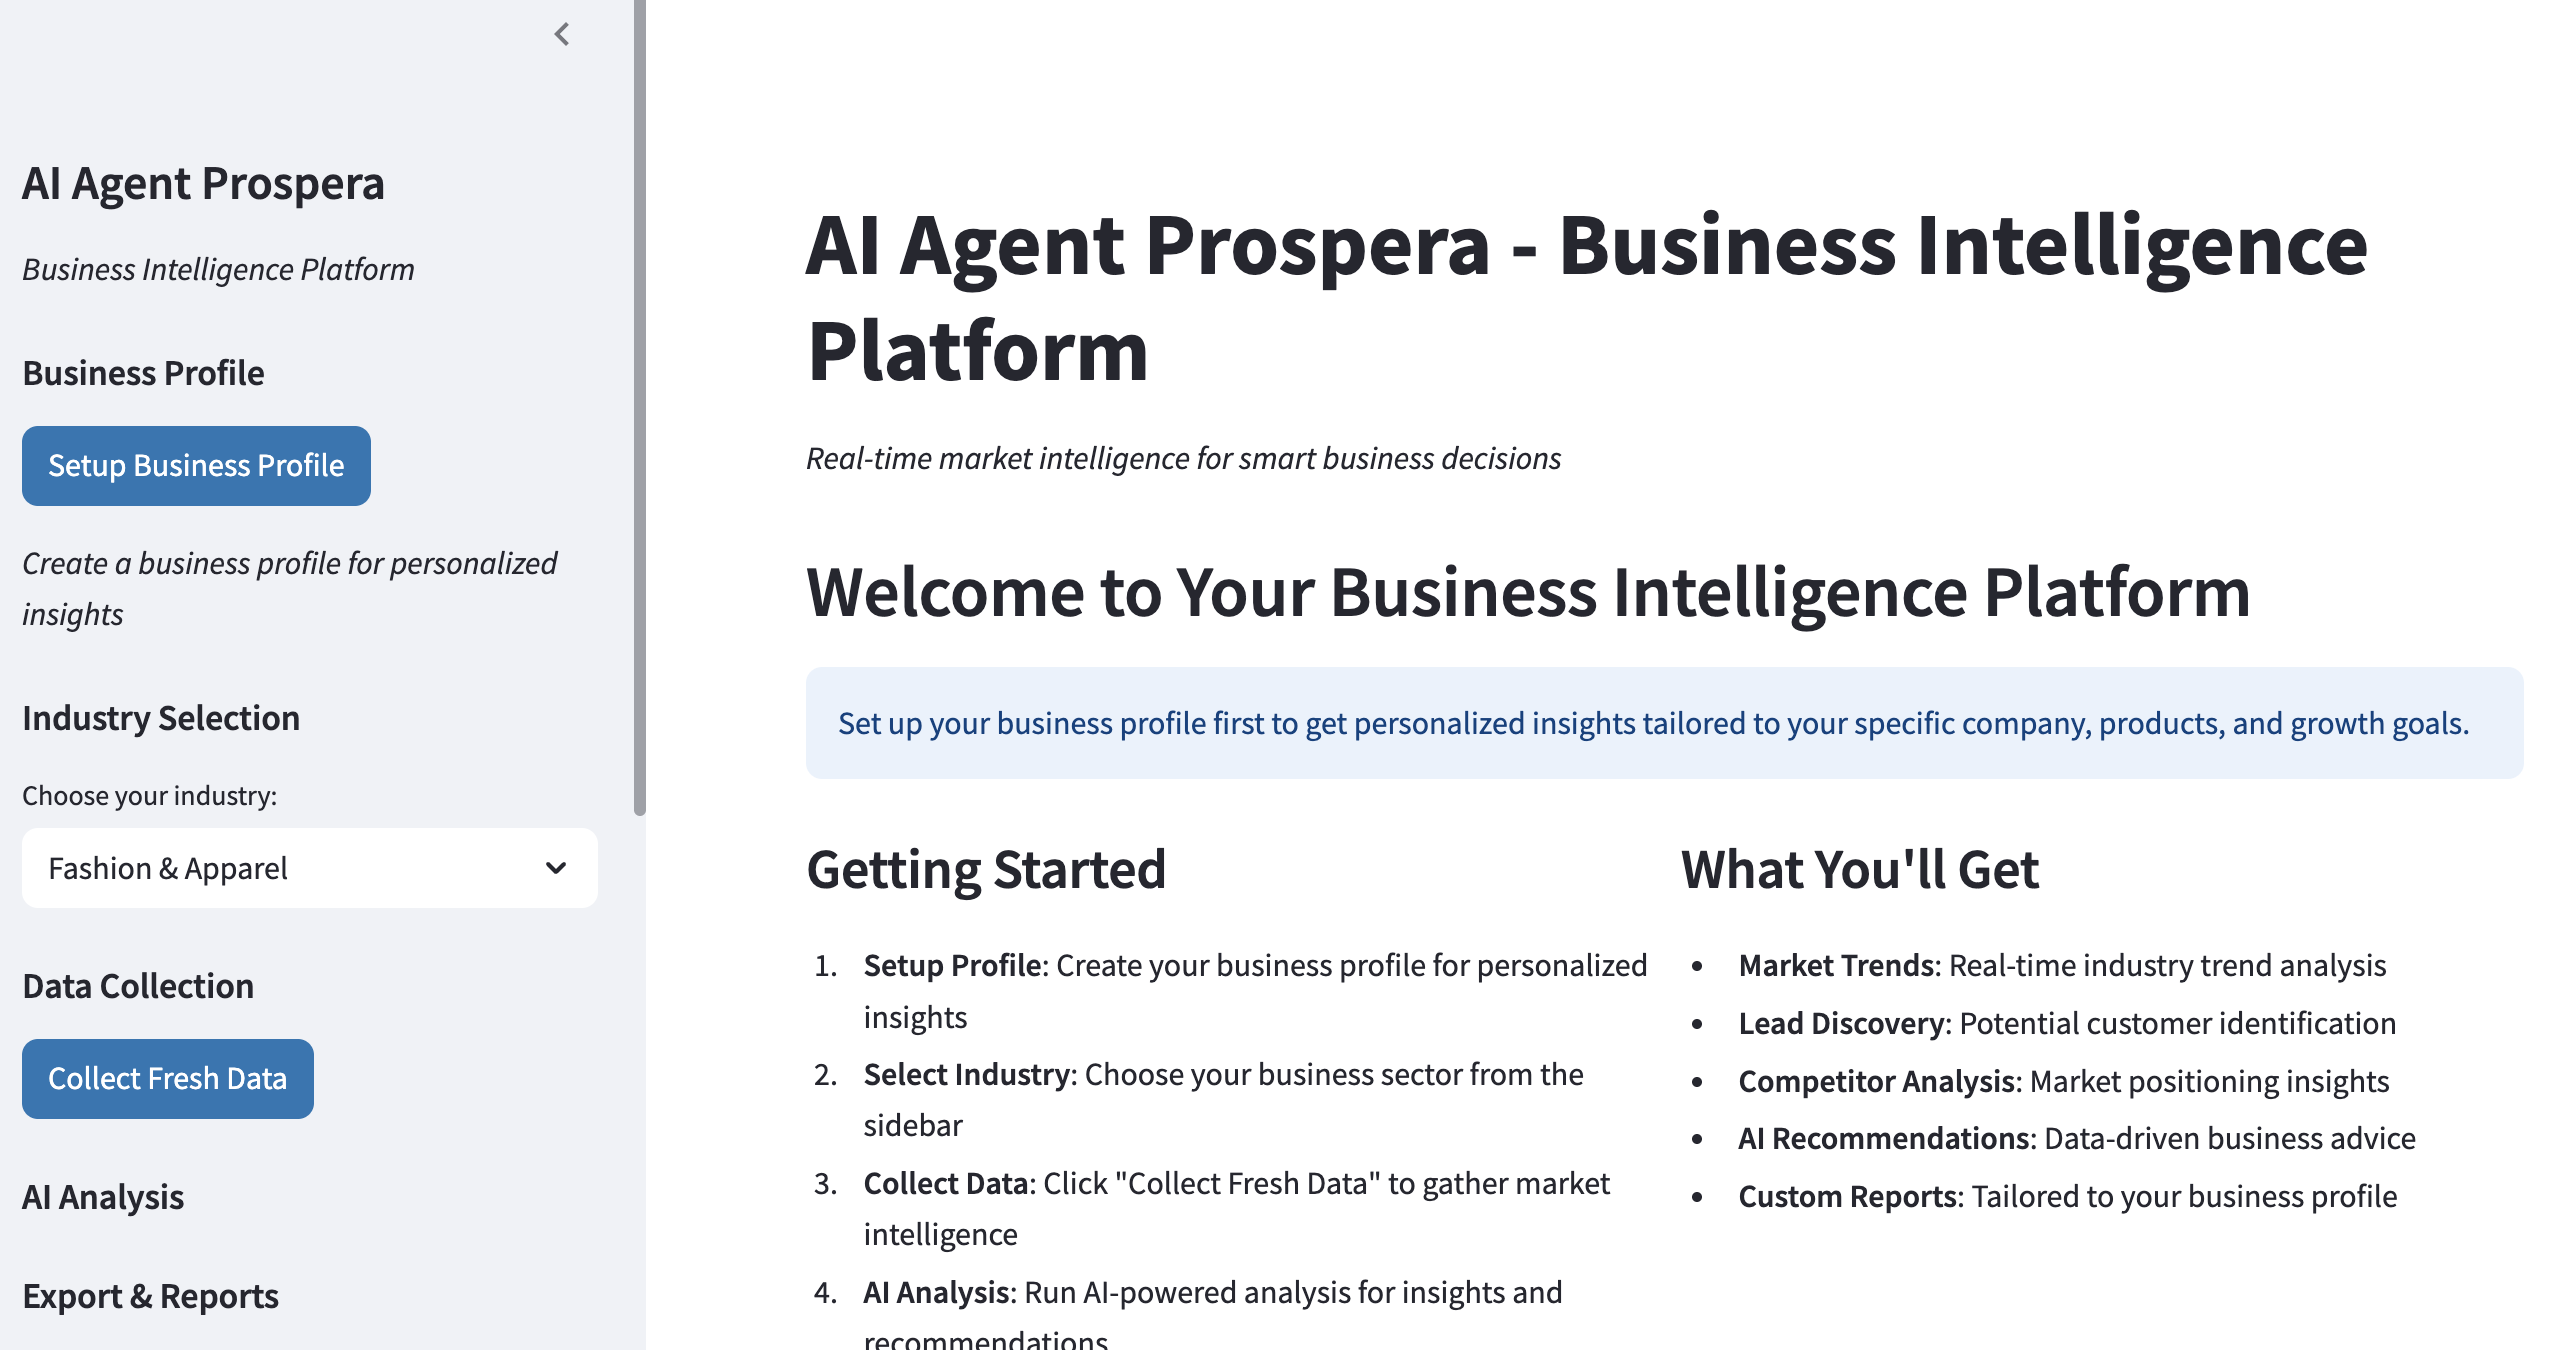 AI Agent Prospera
Business Intelligence Platform
Business Profile
Setup Business Profile
Create a business profile for personalized
insights
Industry Selection
Choose your industry:
Fashion & Apparel
Data Collection
Collect Fresh Data
AI Analysis
Export & Reports
AI Agent Prospera - Business Intelligence
Platform
Real-time market intelligence for smart business decisions
Welcome to Your Business Intelligence Platform
Set up your business profile first to get personalized insights tailored to your specific company, products, and growth goals.
Getting Started
1. Setup Profile: Create your business profile for personalized
insights
2. Select Industry: Choose your business sector from the
sidebar
3. Collect Data: Click "Collect Fresh Data" to gather market
intelligence
4. AI Analysis: Run AI-powered analysis for insights and
recommendations
What You'll Get
• Market Trends: Real-time industry trend analysis
• Lead Discovery: Potential customer identification
• Competitor Analysis: Market positioning insights
• AI Recommendations: Data-driven business advice
• Custom Reports: Tailored to your business profile